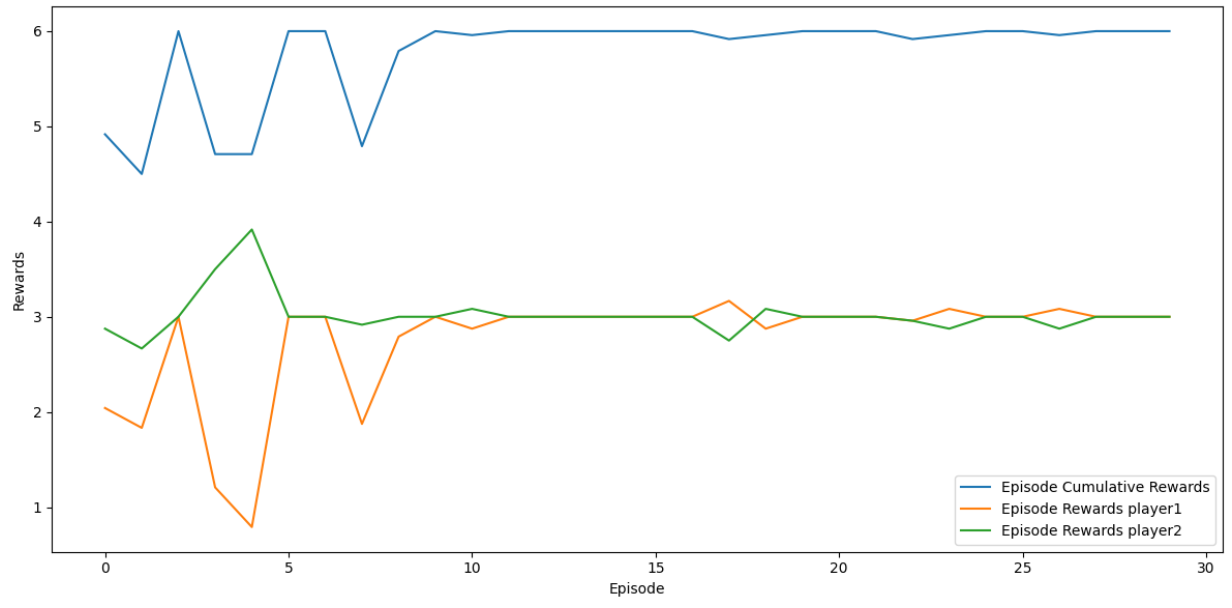 6
5
4
3
2
1
Rewards
0 5 10 15 20 25 30
Episode
Episode Cumulative Rewards
Episode Rewards player1
Episode Rewards player2